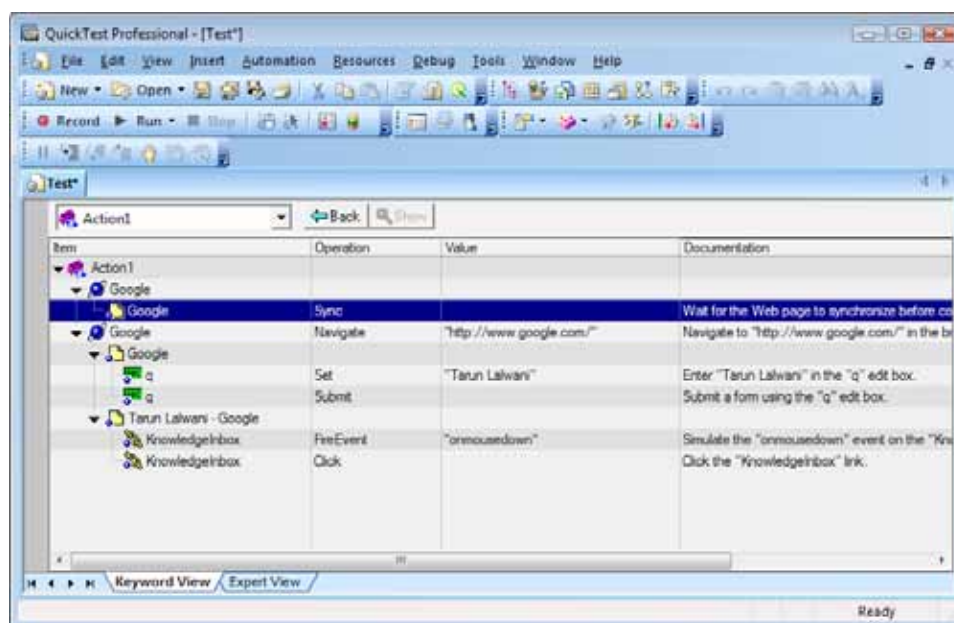 QuickTest Professional - [Test*]
File Edit View Insert Automation Resources Debug Tools Window Help
New Open
Record Run Stop
Test*
Action1 Back Show
Item Operation Value Documentation
Action1
Google
Google Sync Wait for the Web page to synchronize before co
Google Navigate "http://www.google.com/" Navigate to "http://www.google.com/" in the br
Google
q Set "Tarun Lalwani" Enter "Tarun Lalwani" in the "q" edit box.
q Submit Submit a form using the "q" edit box.
Tarun Lalwani - Google
KnowledgeInbox FireEvent "onmousedown" Simulate the "onmousedown" event on the "Kno
KnowledgeInbox Click Click the "KnowledgeInbox" link.
Keyword View Expert View
Ready